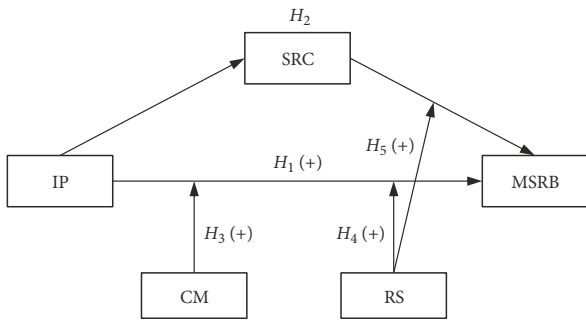 H2
SRC
H5 (+)
IP
H1 (+)
MSRB
H3 (+)
H4 (+)
CM
RS